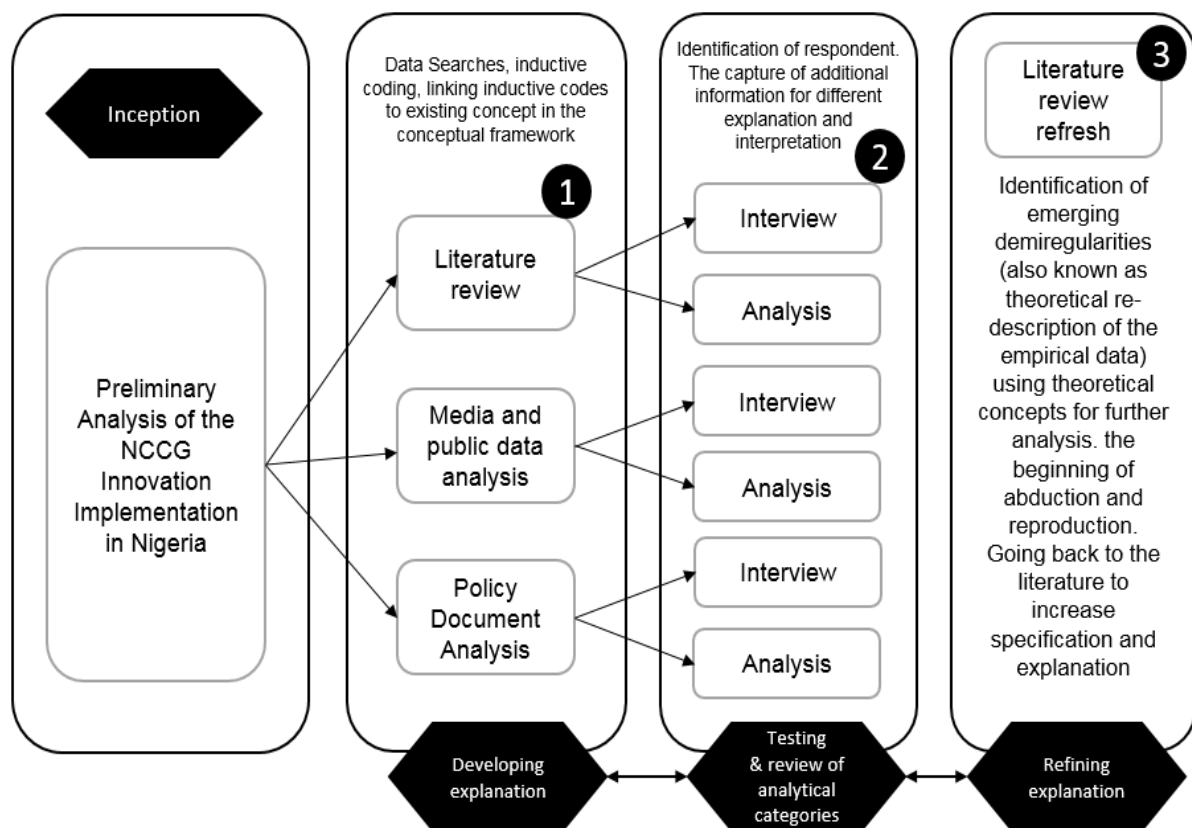 Inception
Preliminary
Analysis of the
NCCG
Innovation
Implementation
in Nigeria
Data Searches, inductive
coding, linking inductive codes
to existing concept in the
conceptual framework
1
Literature
review
Media and
public data
analysis
Policy
Document
Analysis
Developing
explanation
Identification of respondent.
The capture of additional
information for different
explanation and
interpretation
2
Interview
Analysis
Interview
Analysis
Interview
Analysis
Testing
& review of
analytical
categories
3
Literature
review
refresh
Identification of
emerging
demiregularities
(also known as
theoretical re-
description of the
empirical data)
using theoretical
concepts for further
analysis. the
beginning of
abduction and
reproduction.
Going back to the
literature to
increase
specification and
explanation
Refining
explanation